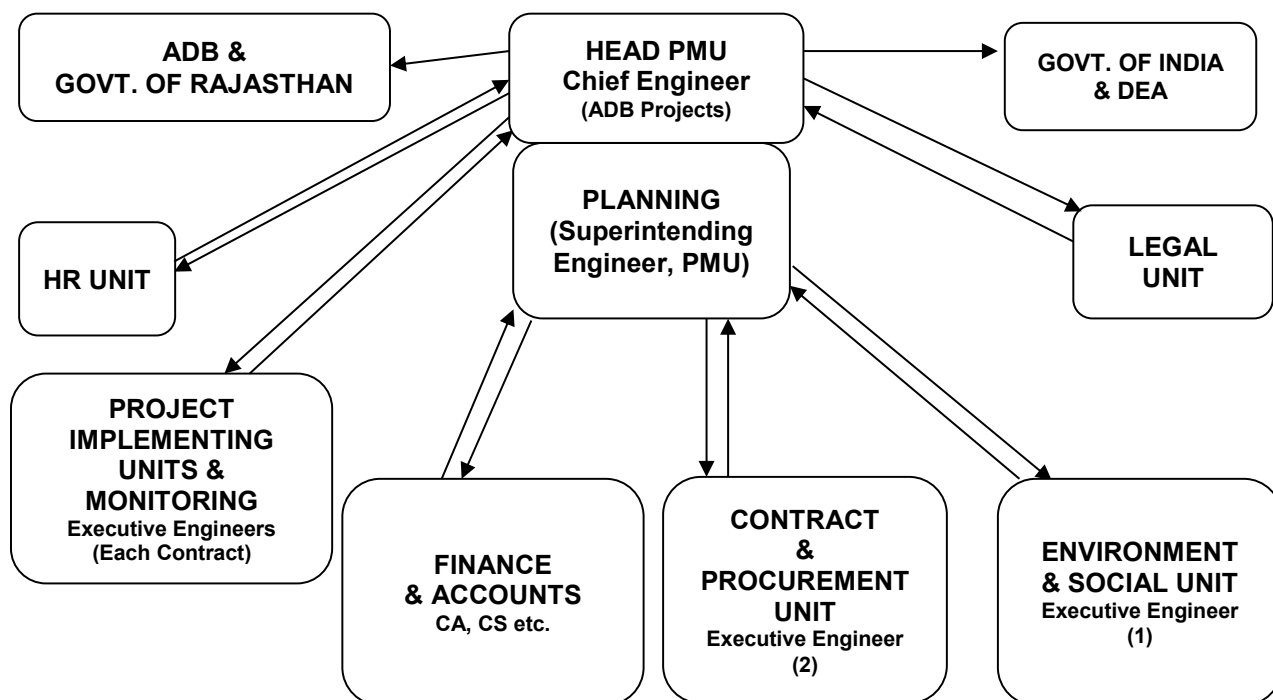 ADB &
GOVT. OF RAJASTHAN
HEAD PMU
Chief Engineer
(ADB Projects)
GOVT. OF INDIA
& DEA
PLANNING
(Superintending
Engineer, PMU)
HR UNIT
LEGAL
UNIT
PROJECT
IMPLEMENTING
UNITS &
MONITORING
Executive Engineers
(Each Contract)
FINANCE
& ACCOUNTS
CA, CS etc.
CONTRACT
&
PROCUREMENT
UNIT
Executive Engineer
(2)
ENVIRONMENT
& SOCIAL UNIT
Executive Engineer
(1)